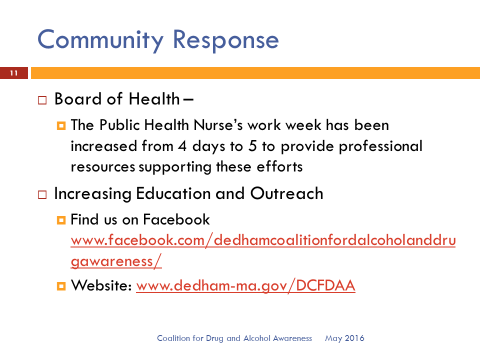 Community Response
11
Board of Health –
The Public Health Nurse's work week has been
increased from 4 days to 5 to provide professional
resources supporting these efforts
Increasing Education and Outreach
Find us on Facebook
www.facebook.com/dedhamcoalitionfordalcoholanddru
gawareness/
Website: www.dedham-ma.gov/DCFDAA
Coalition for Drug and Alcohol Awareness May 2016